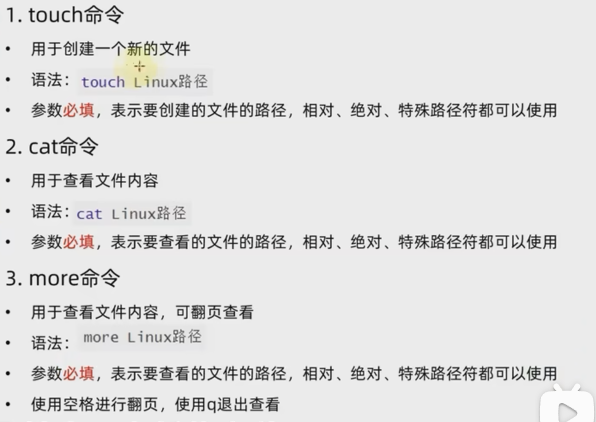 1. touch命令
• 用于创建一个新的文件
• 语法：touch Linux路径
• 参数必填，表示要创建的文件的路径，相对、绝对、特殊路径符都可以使用
2. cat命令
• 用于查看文件内容
• 语法：cat Linux路径
• 参数必填，表示要查看的文件的路径，相对、绝对、特殊路径符都可以使用
3. more命令
• 用于查看文件内容，可翻页查看
• 语法：more Linux路径
• 参数必填，表示要查看的文件的路径，相对、绝对、特殊路径符都可以使用
• 使用空格进行翻页，使用q退出查看